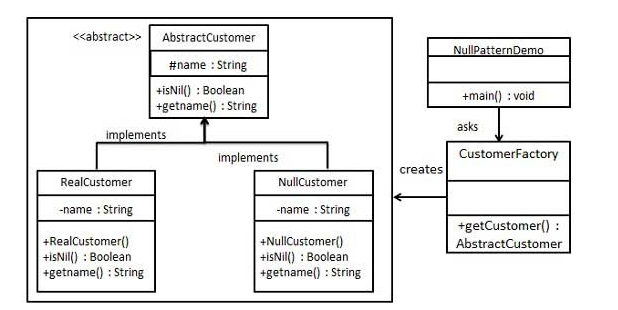 <<abstract>>
AbstractCustomer
#name : String
+isNil() : Boolean
+getname() : String
implements
implements
RealCustomer
-name : String
+RealCustomer()
+isNil() : Boolean
+getname() : String
NullCustomer
-name : String
+NullCustomer()
+isNil() : Boolean
+getname() : String
NullPatternDemo
+main() : void
asks
CustomerFactory
+getCustomer() :
AbstractCustomer
creates